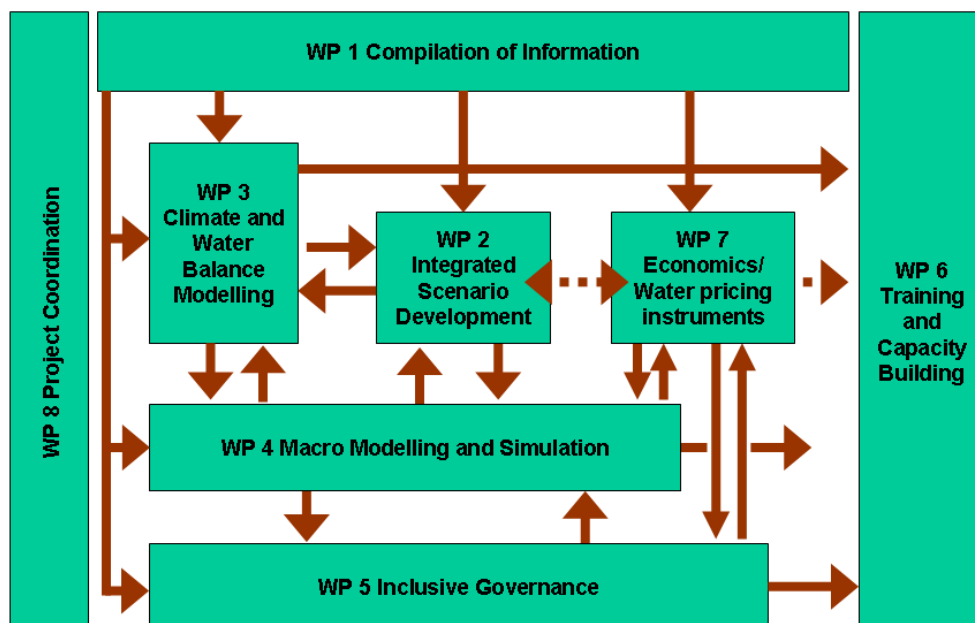 WP 1 Compilation of Information
WP 8 Project Coordination
WP 3
Climate and
Water
Balance
Modelling
WP 2
Integrated
Scenario
Development
WP 7
Economics/
Water pricing
instruments
WP 6
Training
and
Capacity
Building
WP 4 Macro Modelling and Simulation
WP 5 Inclusive Governance